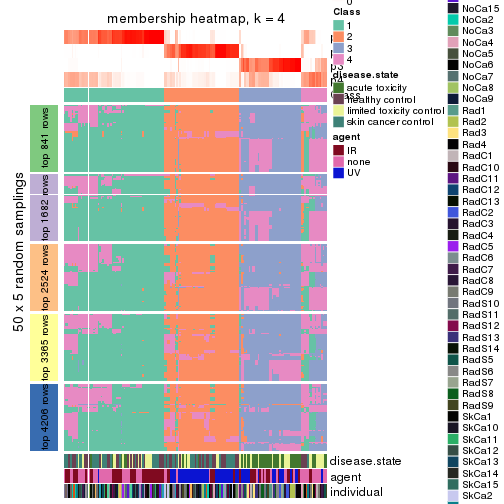 membership heatmap, k = 4
50 x 5 random samplings
top 841 rows
top 1682 rows
top 2524 rows
top 3365 rows
top 4206 rows
disease.state
agent
individual
Class
1
2
3
4
disease.state
acute toxicity
healthy control
limited toxicity control
skin cancer control
agent
IR
none
UV
NoCa15
NoCa2
NoCa3
NoCa4
NoCa5
NoCa6
NoCa7
NoCa8
NoCa9
Rad1
Rad2
Rad3
Rad4
RadC1
RadC10
RadC11
RadC12
RadC13
RadC2
RadC3
RadC4
RadC5
RadC6
RadC7
RadC8
RadC9
RadS10
RadS11
RadS12
RadS13
RadS14
RadS5
RadS6
RadS7
RadS8
RadS9
SkCa1
SkCa10
SkCa11
SkCa12
SkCa13
SkCa14
SkCa15
SkCa2